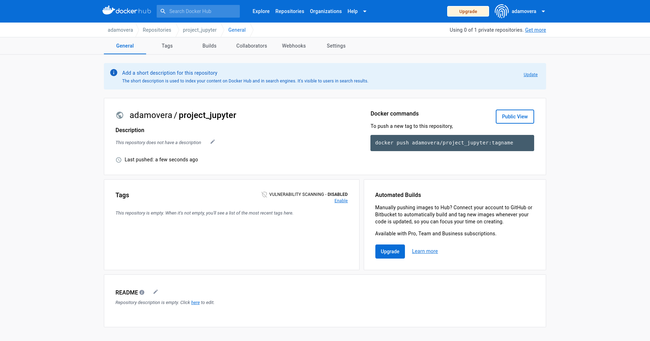 dockerhub
Search Docker Hub
Explore Repositories Organizations Help
Upgrade
adamovera
adamovera Repositories project_jupyter General
Using 0 of 1 private repositories. Get more
General Tags Builds Collaborators Webhooks Settings
Add a short description for this repository
The short description is used to index your content on Docker Hub and in search engines. It's visible to users in search results.
Update
adamovera / project_jupyter
Description
This repository does not have a description
Last pushed: a few seconds ago
Docker commands
Public View
To push a new tag to this repository,
docker push adamovera/project_jupyter:tagname
Tags
VULNERABILITY SCANNING - DISABLED
Enable
This repository is empty. When it's not empty, you'll see a list of the most recent tags here.
Automated Builds
Manually pushing images to Hub? Connect your account to GitHub or
Bitbucket to automatically build and tag new images whenever your
code is updated, so you can focus your time on creating.
Available with Pro, Team and Business subscriptions.
Upgrade Learn more
README
Repository description is empty. Click here to edit.